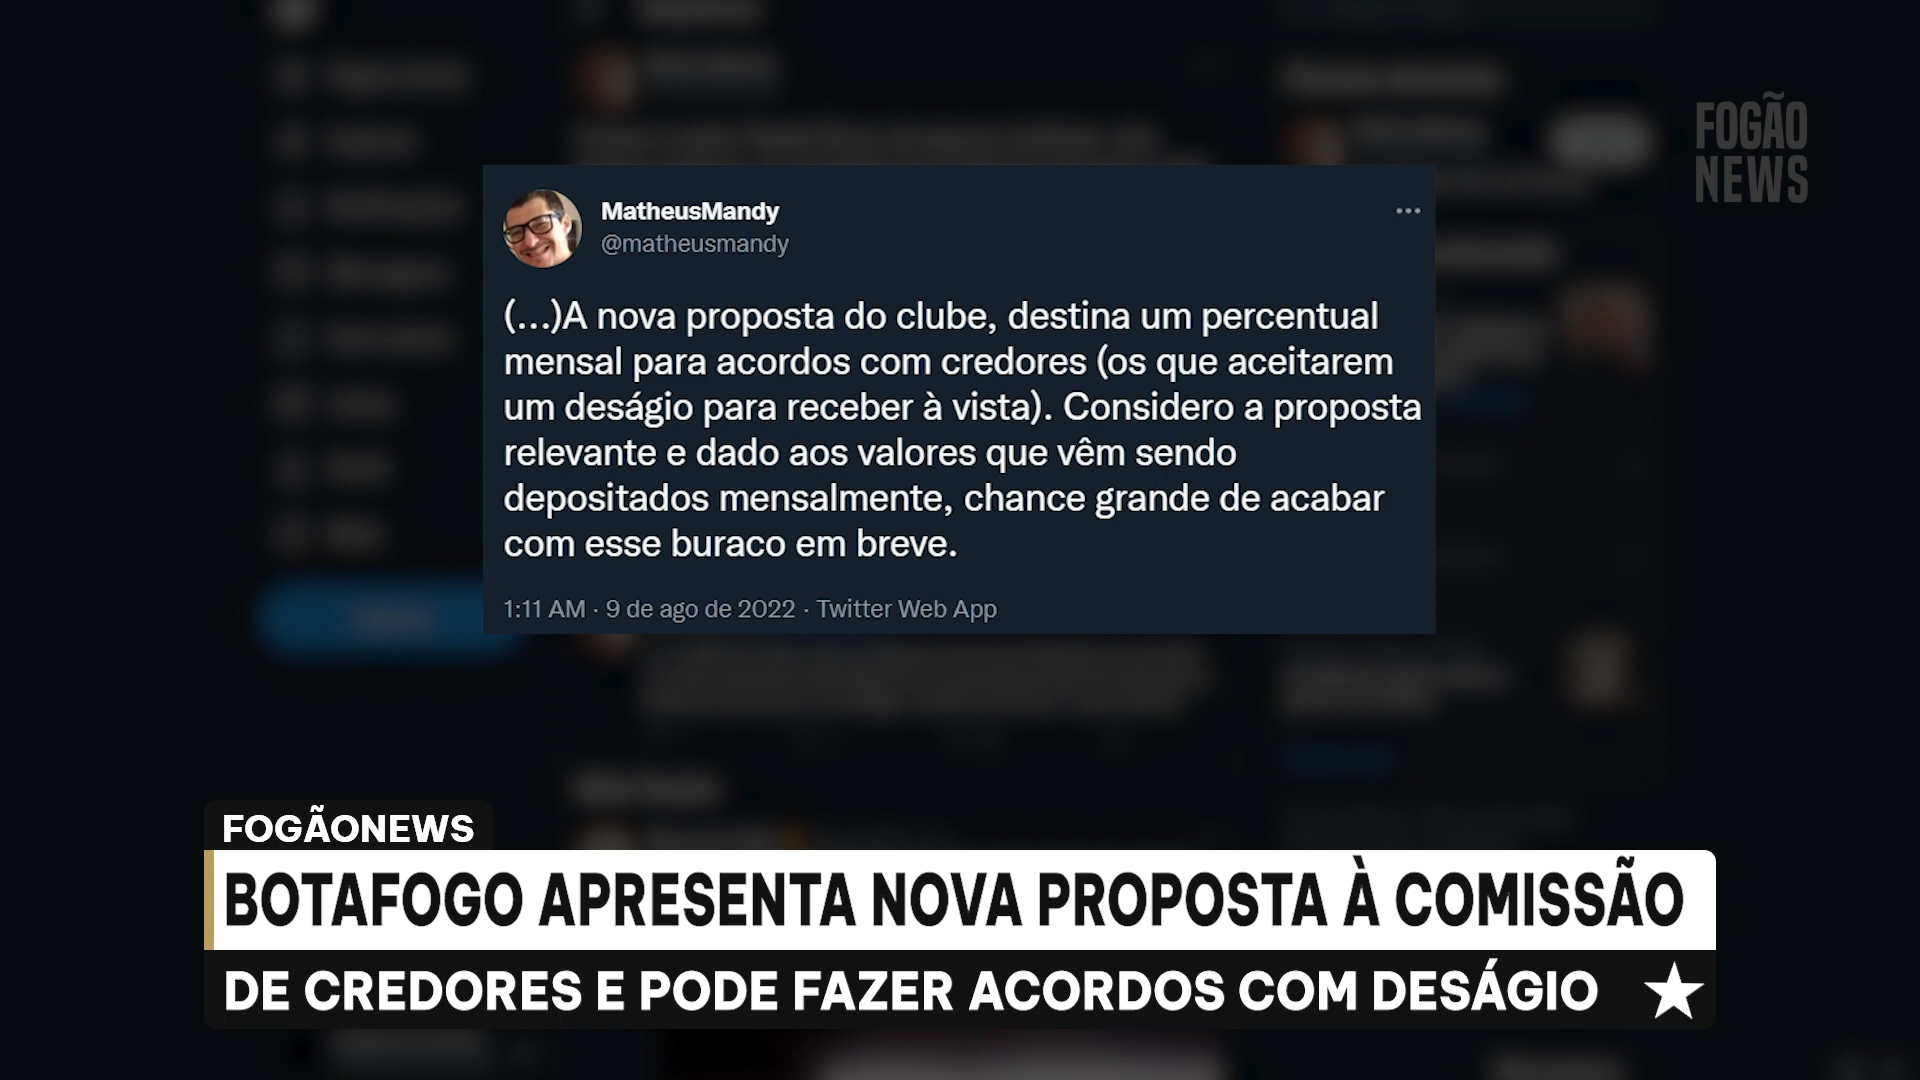 FOGÃO
NEWS
MatheusMandy
@matheusmandy
(...)A nova proposta do clube, destina um percentual
mensal para acordos com credores (os que aceitarem
um deságio para receber à vista). Considero a proposta
relevante e dado aos valores que vêm sendo
depositados mensalmente, chance grande de acabar
com esse buraco em breve.
1:11 AM · 9 de ago de 2022 · Twitter Web App
FOGÃONEWS
BOTAFOGO APRESENTA NOVA PROPOSTA À COMISSÃO
DE CREDORES E PODE FAZER ACORDOS COM DESÁGIO